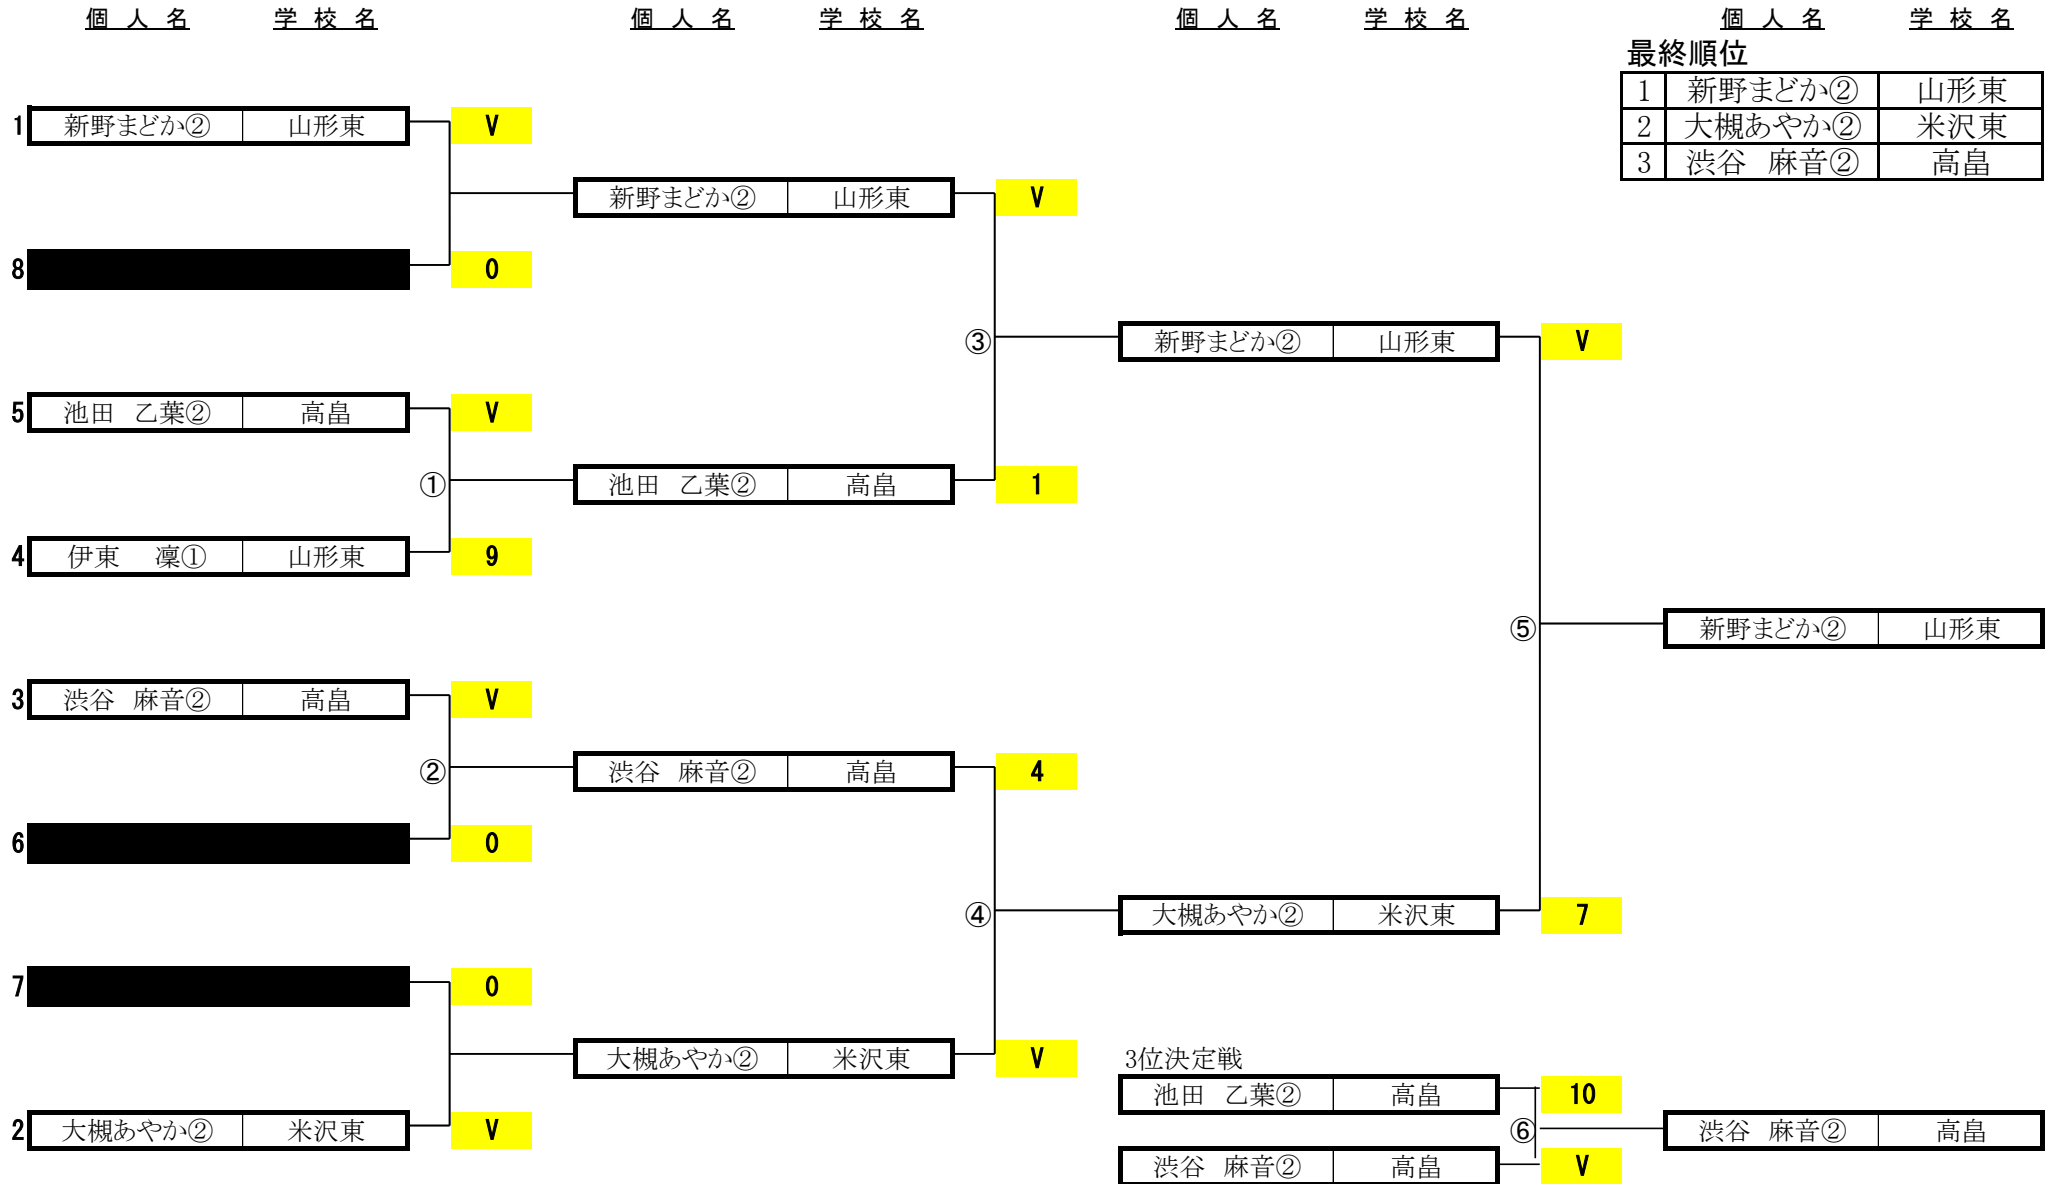 個 人 名 学 校 名 個 人 名 学 校 名 個 人 名 学 校 名 個 人 名 学 校 名
最終順位
1 新野まどか② 山形東
2 大槻あやか② 米沢東
3 渋谷 麻音② 高畠
1 新野まどか② 山形東 V
新野まどか② 山形東 V
8 0
③ 新野まどか② 山形東 V
5 池田 乙葉② 高畠 V
① 池田 乙葉② 高畠 1
4 伊東 凜① 山形東 9
⑤ 新野まどか② 山形東
3 渋谷 麻音② 高畠 V
② 渋谷 麻音② 高畠 4
6 0
④ 大槻あやか② 米沢東 7
7 0
大槻あやか② 米沢東 V
3位決定戦
池田 乙葉② 高畠 10
2 大槻あやか② 米沢東 V
⑥ 渋谷 麻音② 高畠
渋谷 麻音② 高畠 V